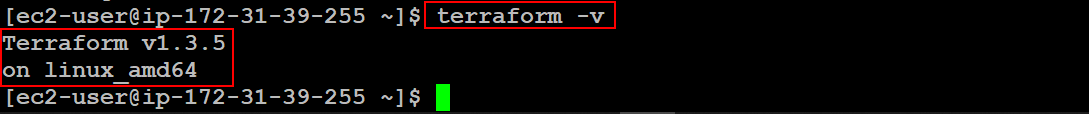 [ec2-user@ip-172-31-39-255 ~]$ terraform -v
Terraform v1.3.5
on linux_amd64
[ec2-user@ip-172-31-39-255 ~]$